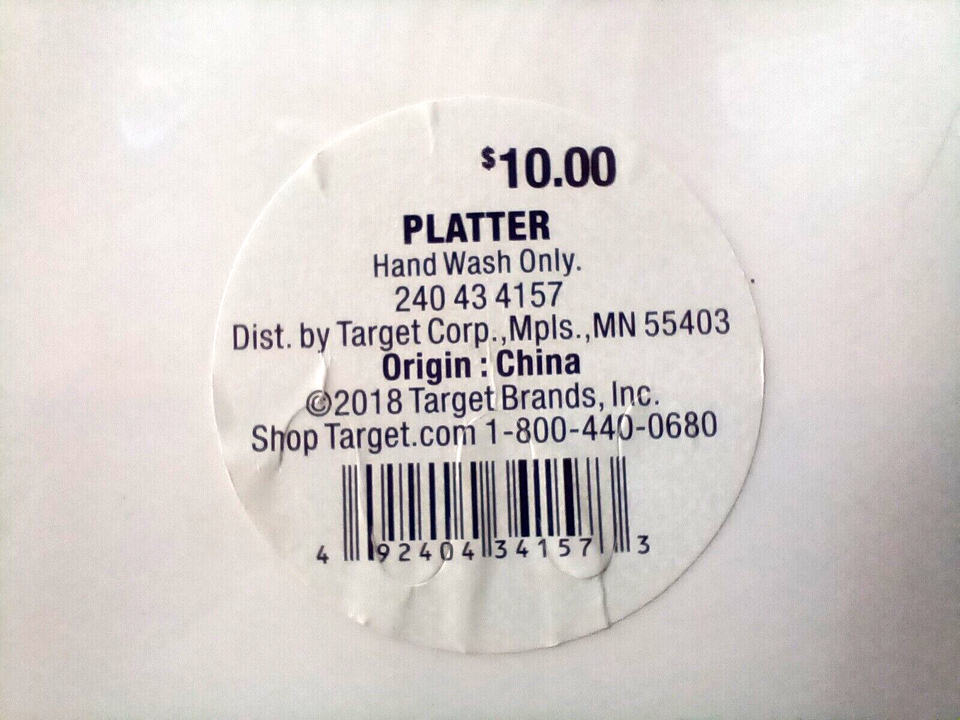 $10.00
PLATTER
Hand Wash Only.
240 43 4157
Dist. by Target Corp.,Mpls.,MN 55403
Origin : China
©2018 Target Brands, Inc.
Shop Target.com 1-800-440-0680
4 92404 34157 3